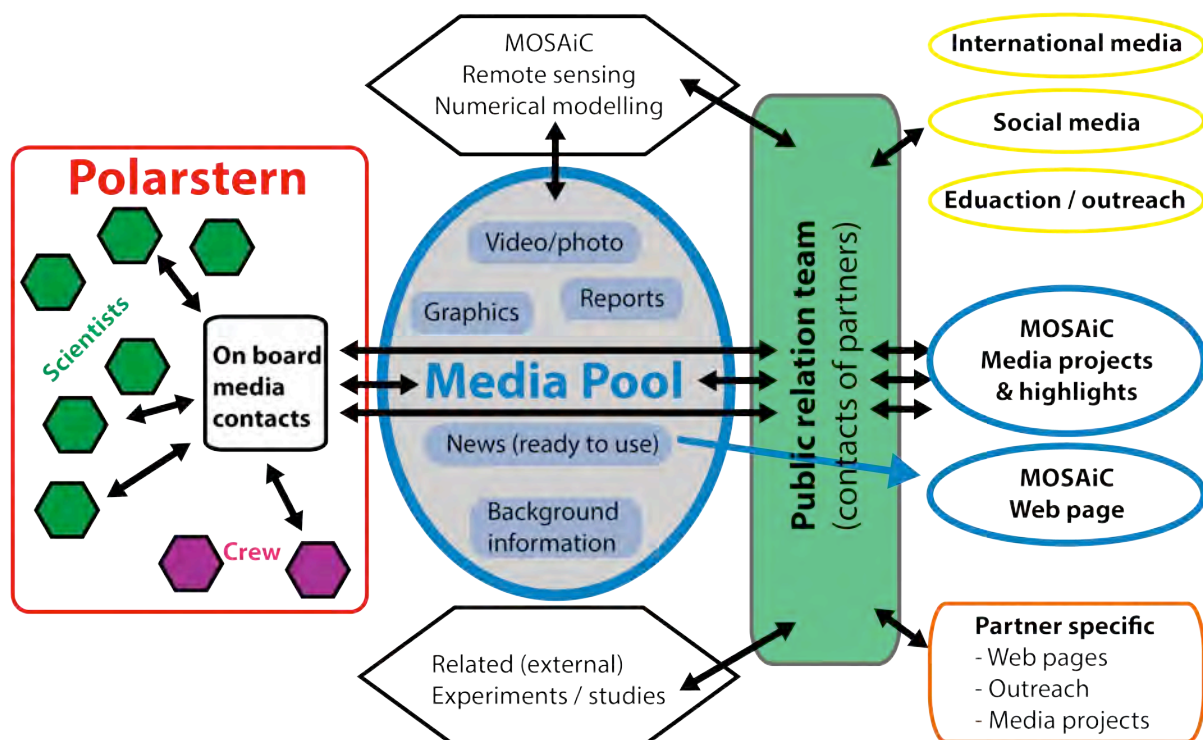 MOSAiC
Remote sensing
Numerical modelling
International media
Social media
Eduaction / outreach
Polarstern
Scientists
On board
media
contacts
Crew
Video/photo
Graphics
Reports
Media Pool
News (ready to use)
Background
information
Public relation team
(contacts of partners)
MOSAiC
Media projects
& highlights
MOSAiC
Web page
Related (external)
Experiments / studies
Partner specific
- Web pages
- Outreach
- Media projects